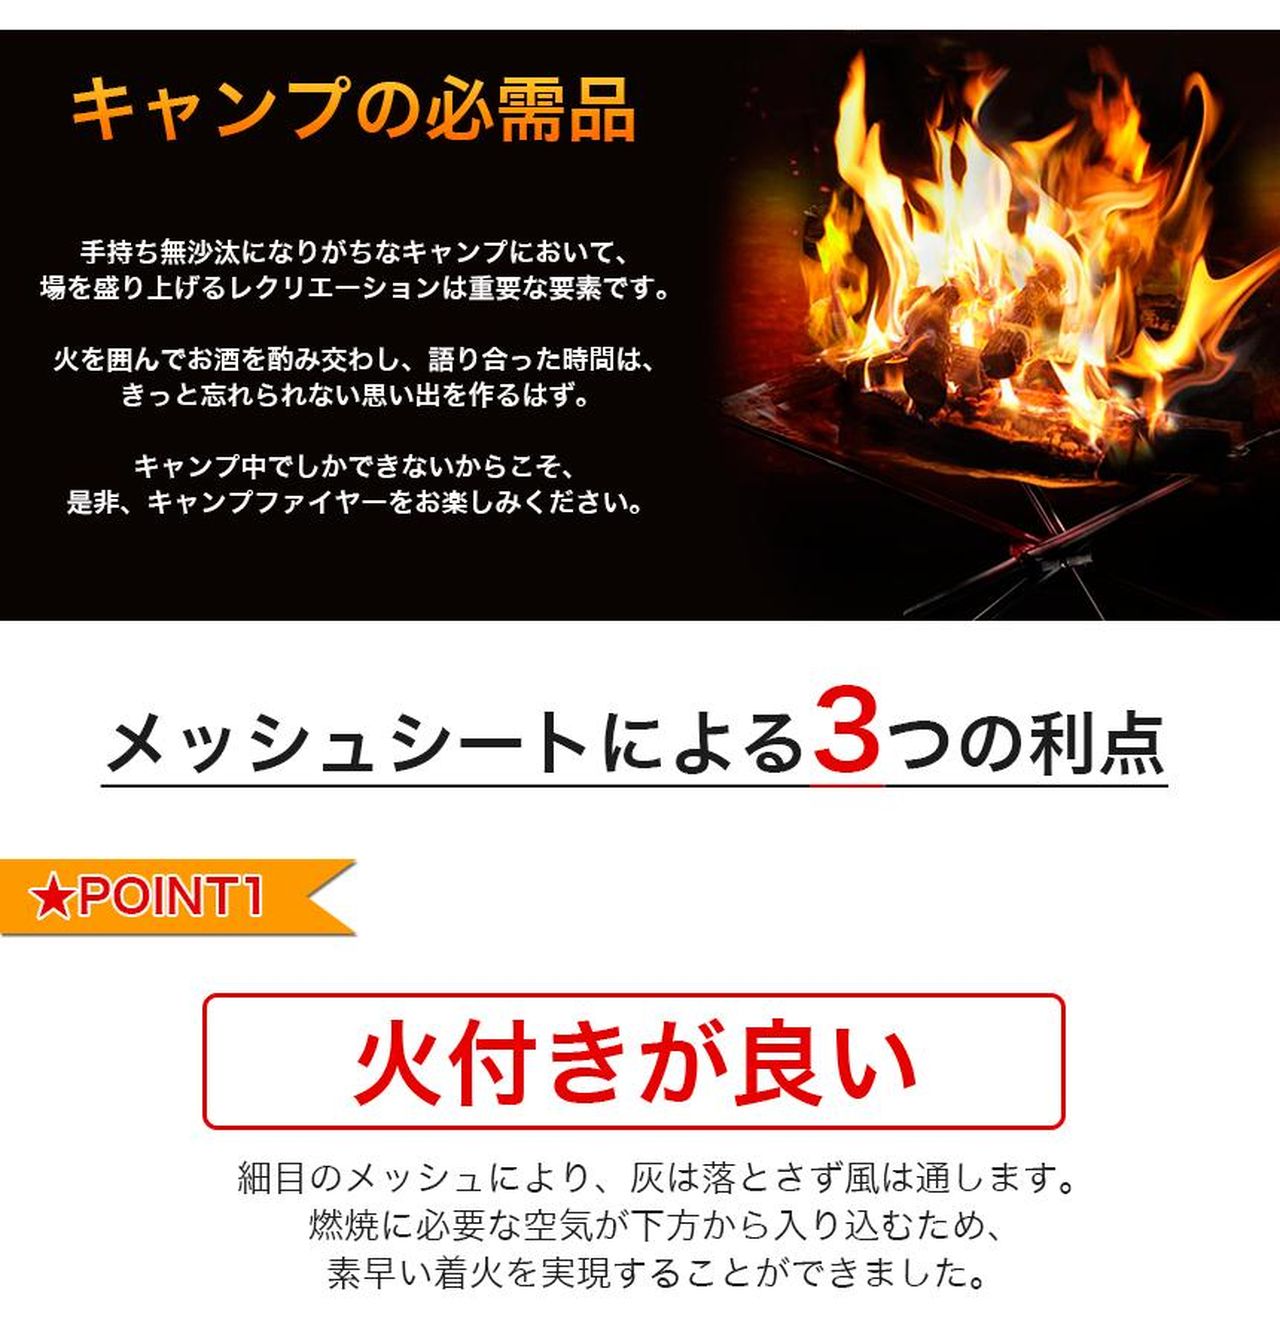 キャンプの必需品
手持ち無沙汰になりがちなキャンプにおいて、
場を盛り上げるレクリエーションは重要な要素です。
火を囲んでお酒を酌み交わし、語り合った時間は、
きっと忘れられない思い出を作るはず。
キャンプ中でしかできないからこそ、
是非、キャンプファイヤーをお楽しみください。
メッシュシートによる3つの利点
★POINT1
火付きが良い
細目のメッシュにより、灰は落とさず風は通します。
燃焼に必要な空気が下方から入り込むため、
素早い着火を実現することができました。